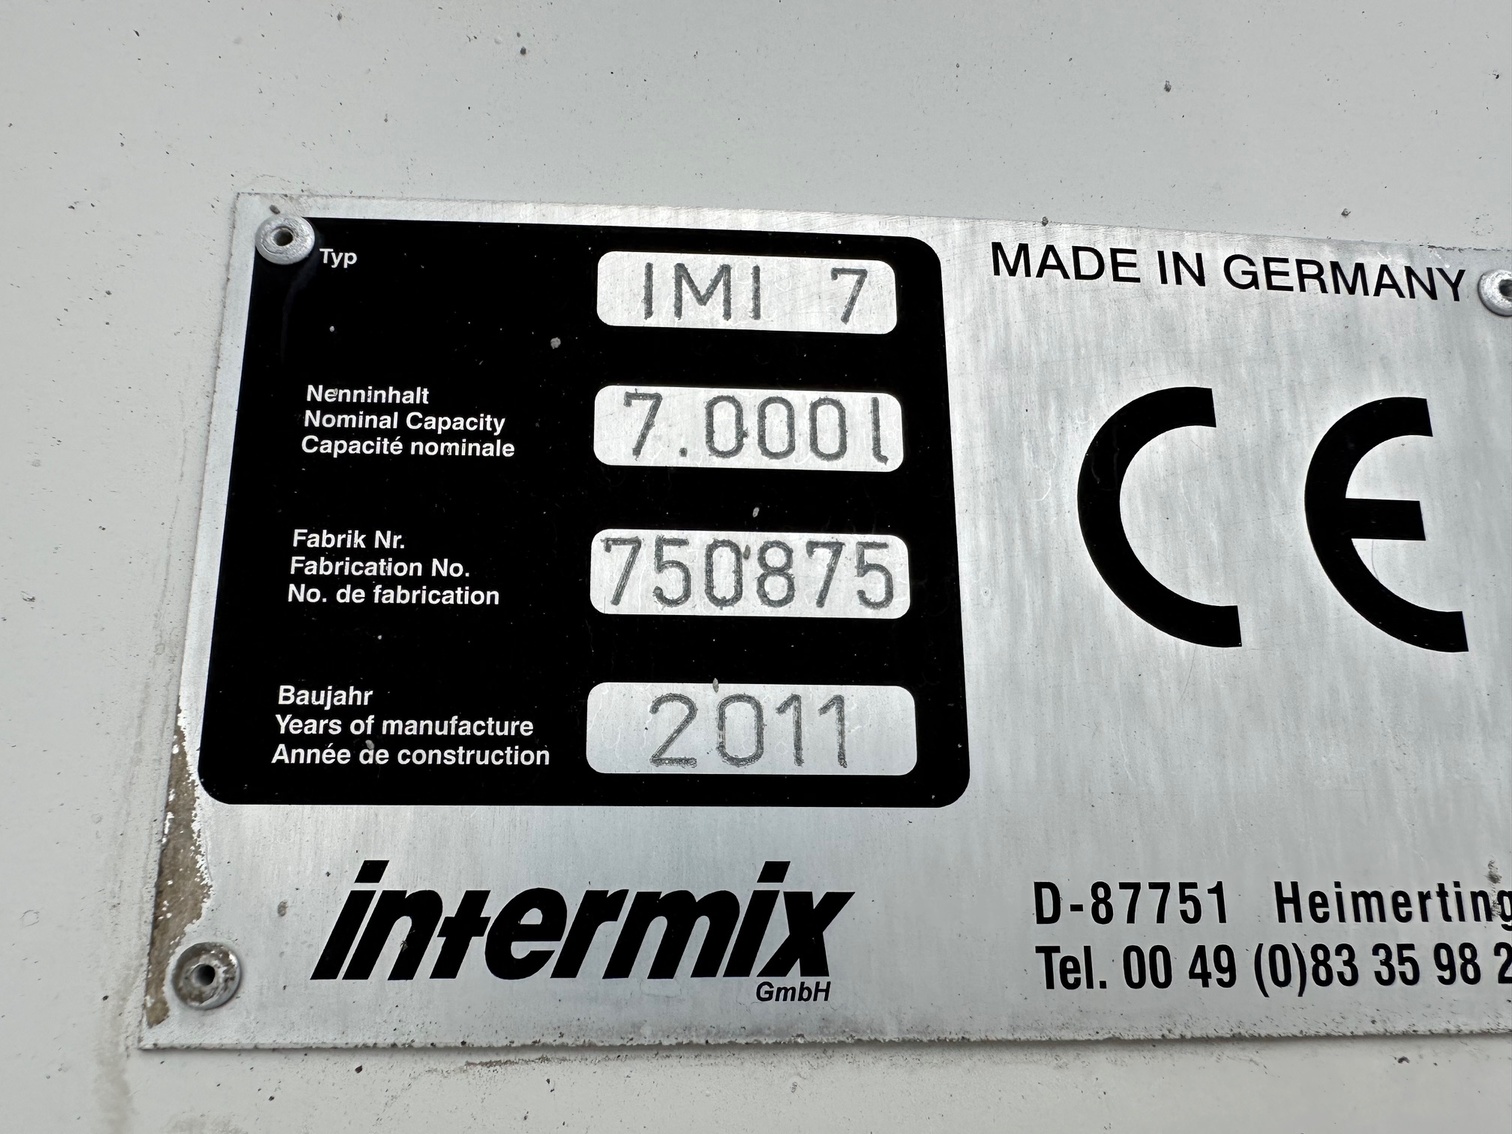 Typ IMI 7
Nenninhalt
Nominal Capacity
Capacité nominale
7.000l
Fabrik Nr.
Fabrication No.
No. de fabrication
750875
Baujahr
Years of manufacture
Année de construction
2011
intermix
GmbH
MADE IN GERMANY
CE
D-87751 Heimerting
Tel. 00 49 (0)83 35 98 2